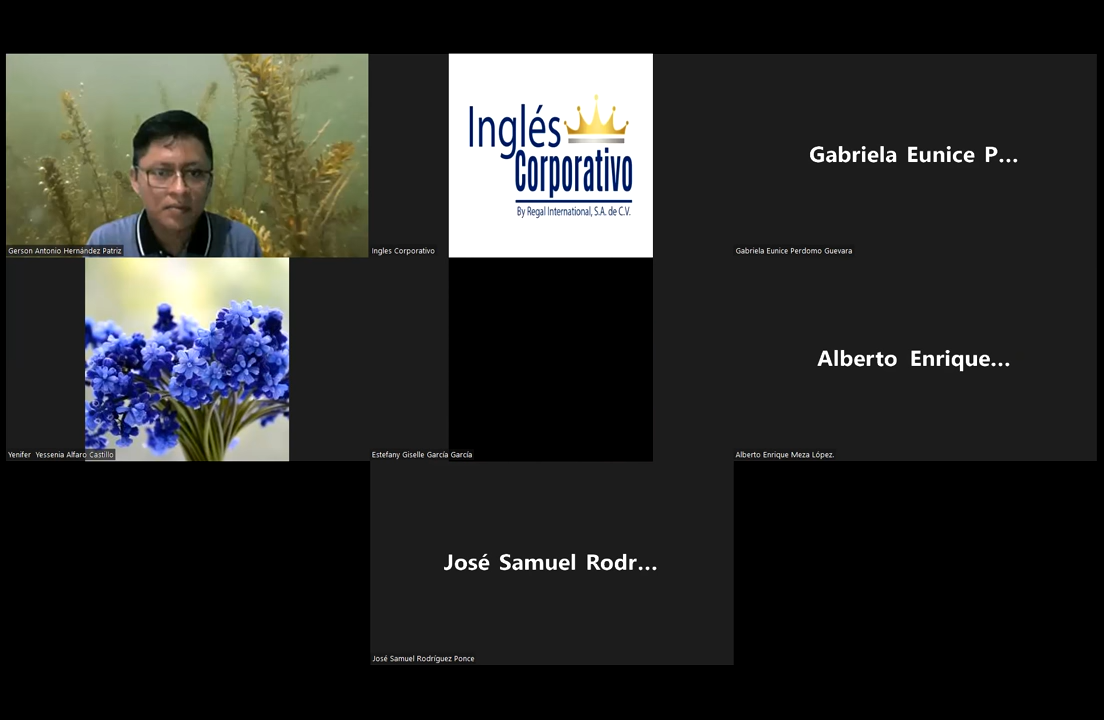 Inglés
Corporativo
By Regal International, S.A. de C.V.
Gabriela Eunice P...
Gerson Antonio Hernández Patriz
Ingles Corporativo
Gabriela Eunice Perdomo Guevara
Alberto Enrique...
Yenifer Yessenia Alfaro Castillo
Estefany Giselle García García
Alberto Enrique Meza López.
José Samuel Rodr...
José Samuel Rodríguez Ponce